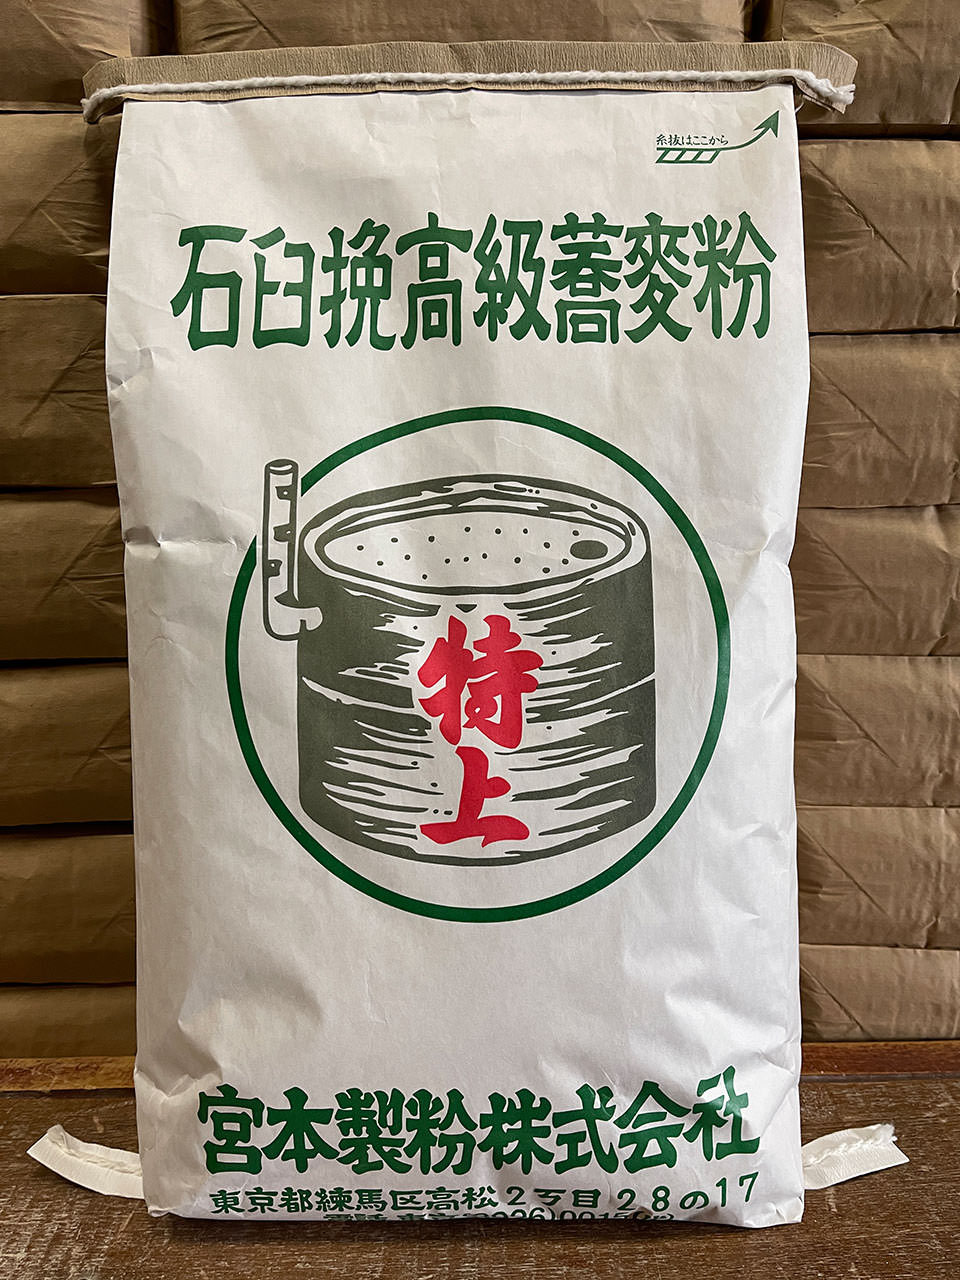 糸抜はここから
石臼挽高級蕎麥粉
特上
宮本製粉株式会社
東京都練馬区高松2丁目28の17